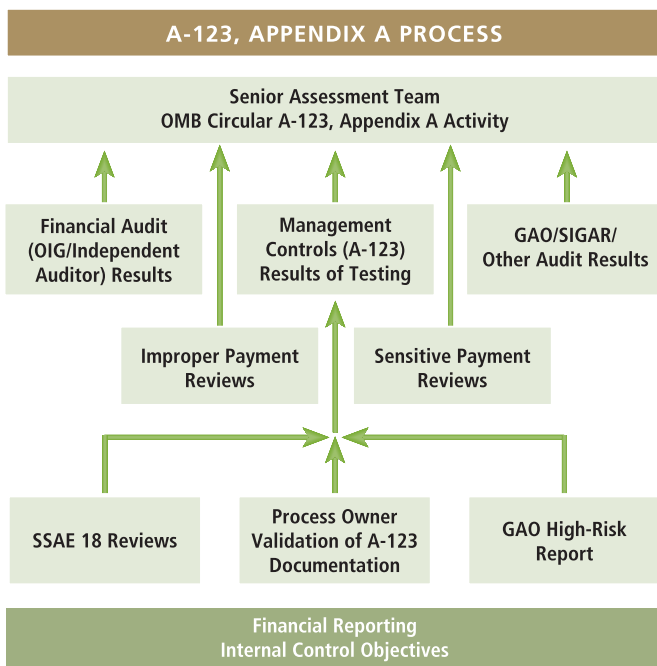 A-123, APPENDIX A PROCESS
Senior Assessment Team
OMB Circular A-123, Appendix A Activity
Financial Audit
(OIG/Independent
Auditor) Results
Management
Controls (A-123)
Results of Testing
GAO/SIGAR/
Other Audit Results
Improper Payment
Reviews
Sensitive Payment
Reviews
SSAE 18 Reviews
Process Owner
Validation of A-123
Documentation
GAO High-Risk
Report
Financial Reporting
Internal Control Objectives